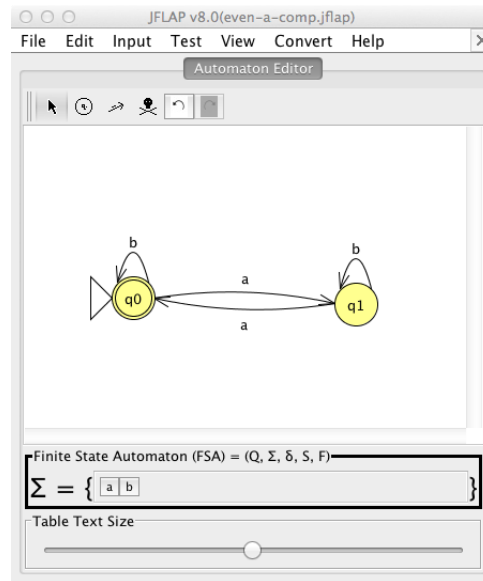 JFLAP v8.0(even-a-comp.jflap)
File Edit Input Test View Convert Help
Automaton Editor
b
b
a
q0
q1
a
Finite State Automaton (FSA) = (Q, Σ, δ, S, F)
Σ = { a b }
Table Text Size